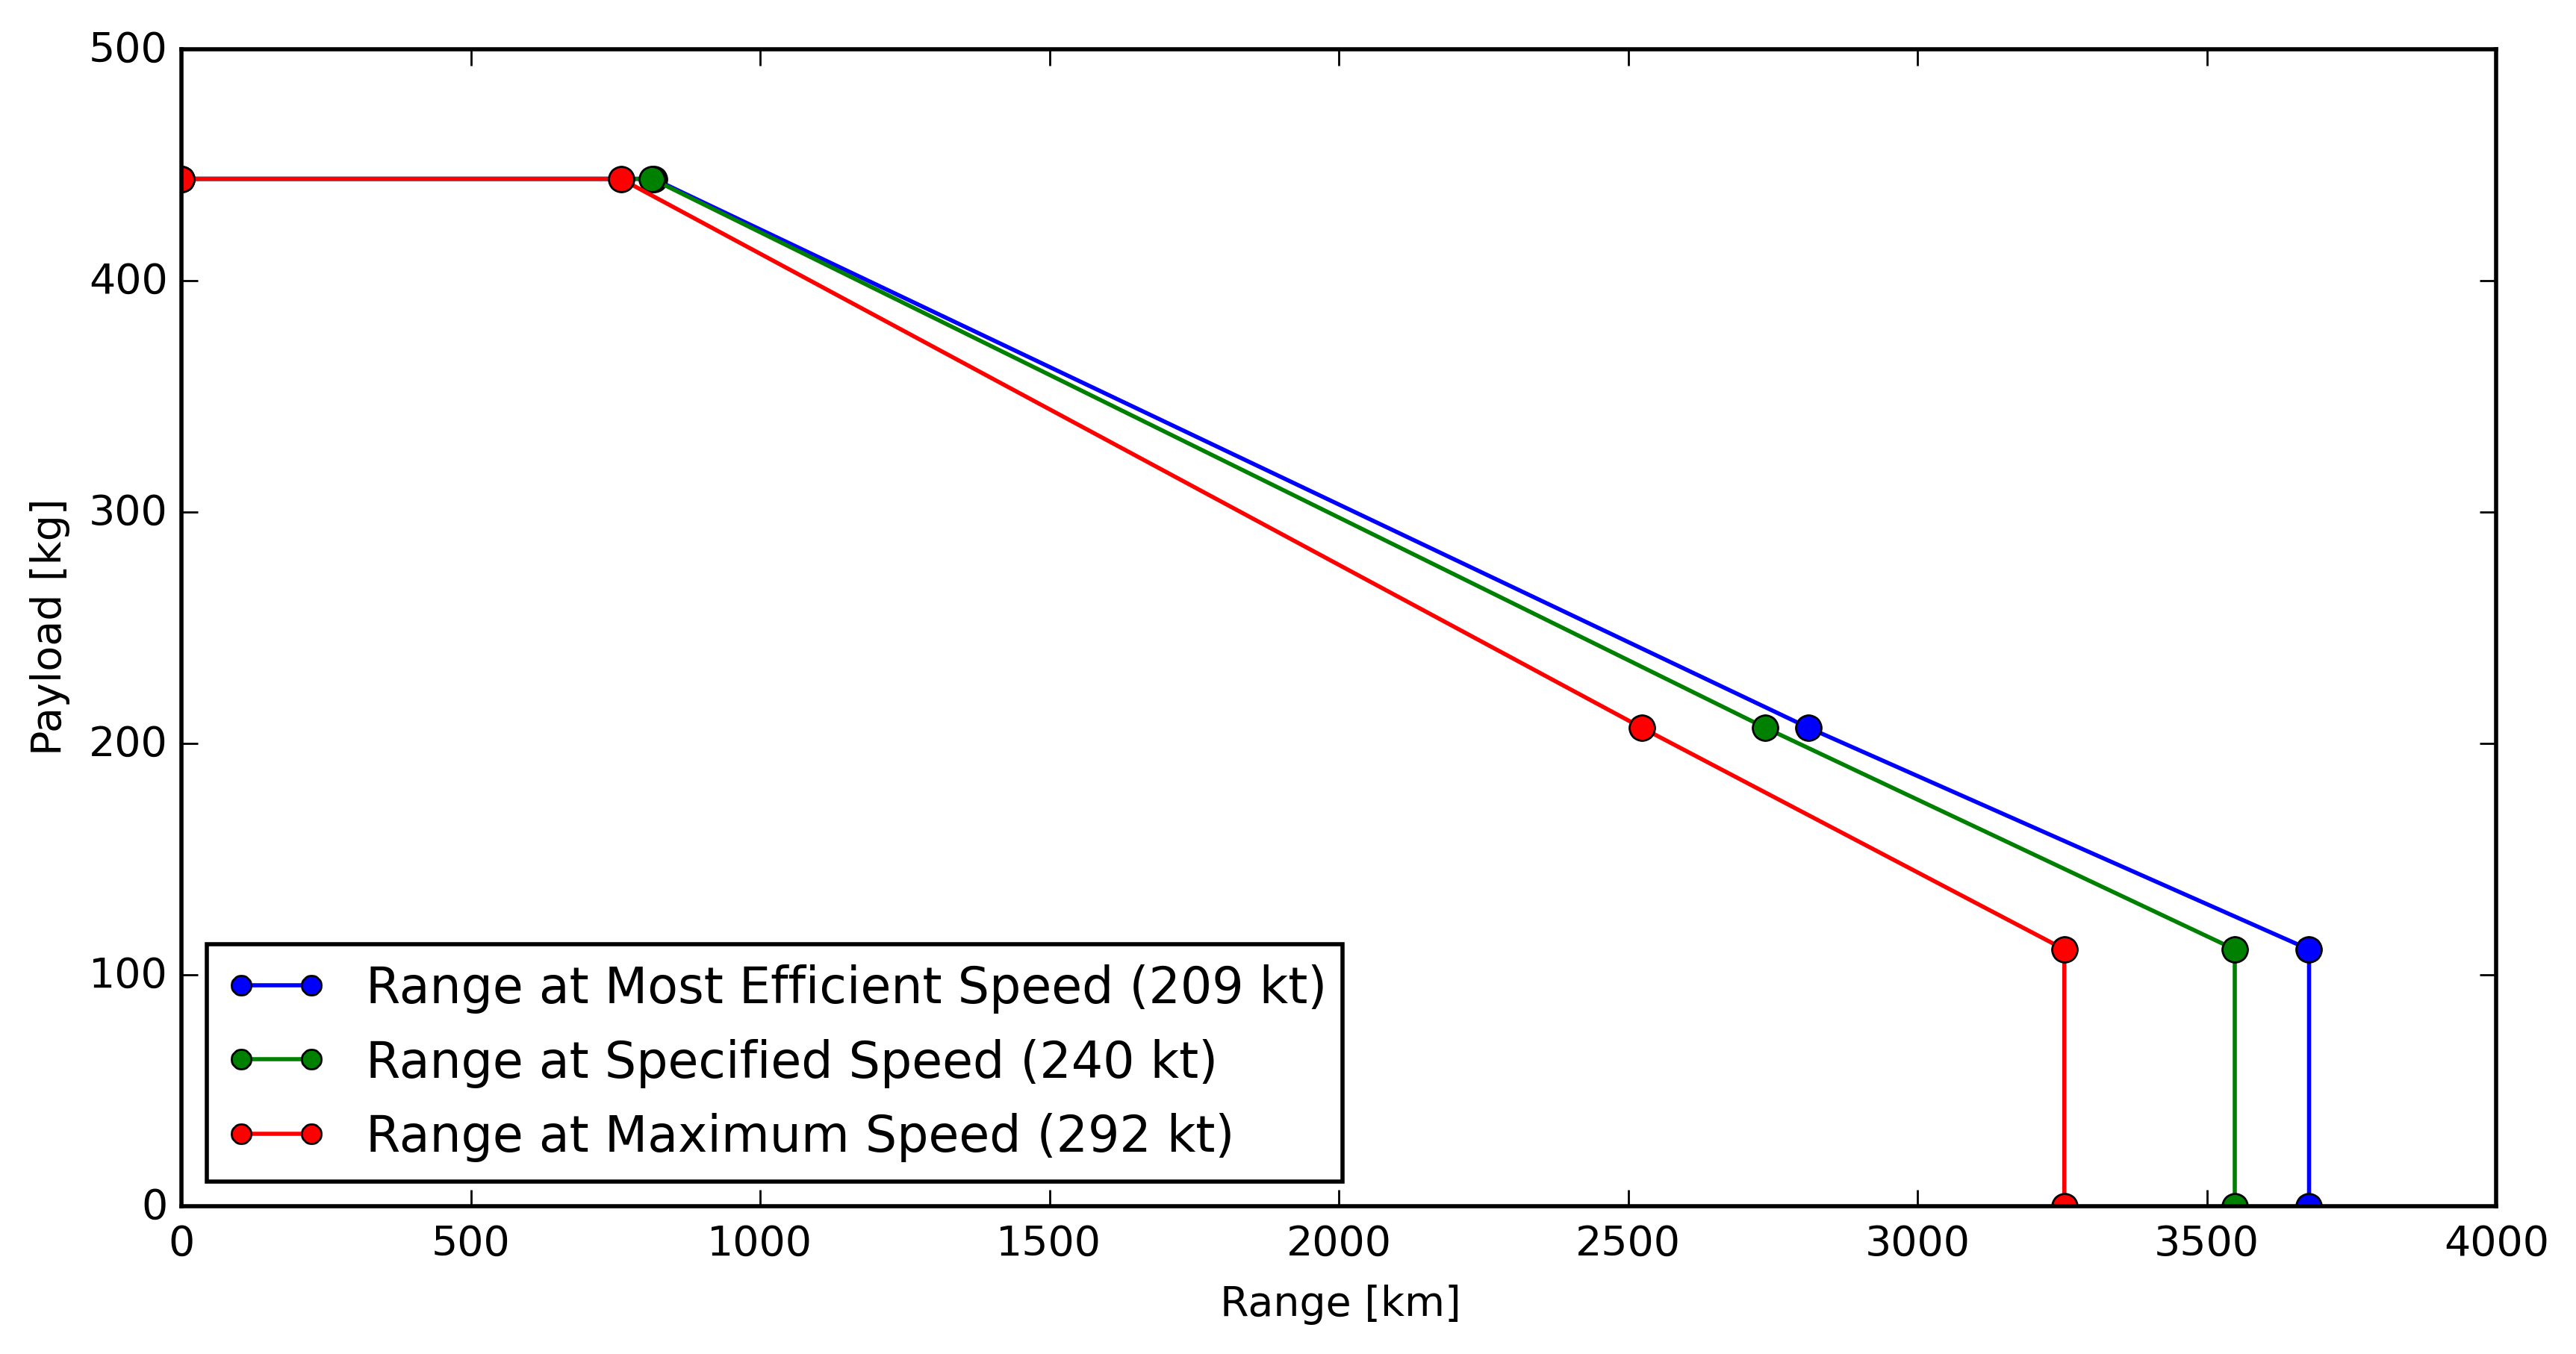 500
400
300
200
100
0
Payload [kg]
Range at Most Efficient Speed (209 kt)
Range at Specified Speed (240 kt)
Range at Maximum Speed (292 kt)
0 500 1000 1500 2000 2500 3000 3500 4000
Range [km]